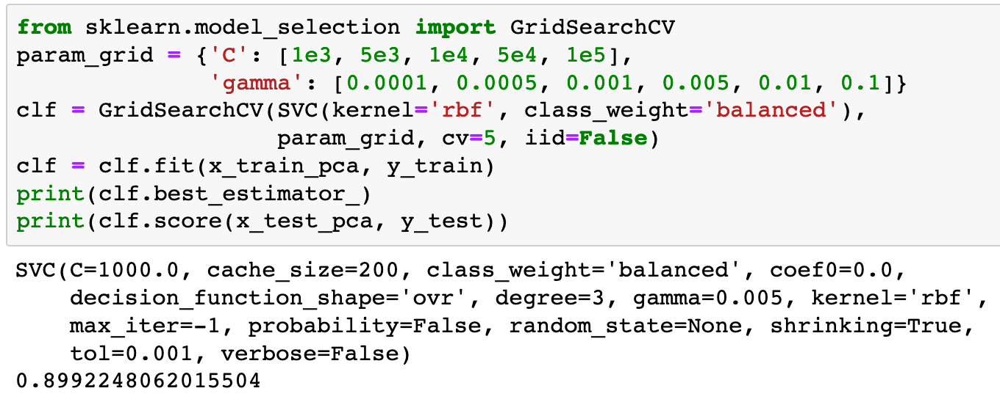 from sklearn.model_selection import GridSearchCV
param_grid = {'C': [1e3, 5e3, 1e4, 5e4, 1e5],
              'gamma': [0.0001, 0.0005, 0.001, 0.005, 0.01, 0.1]}
clf = GridSearchCV(SVC(kernel='rbf', class_weight='balanced'),
                   param_grid, cv=5, iid=False)
clf = clf.fit(x_train_pca, y_train)
print(clf.best_estimator_)
print(clf.score(x_test_pca, y_test))
SVC(C=1000.0, cache_size=200, class_weight='balanced', coef0=0.0,
    decision_function_shape='ovr', degree=3, gamma=0.005, kernel='rbf',
    max_iter=-1, probability=False, random_state=None, shrinking=True,
    tol=0.001, verbose=False)
0.8992248062015504